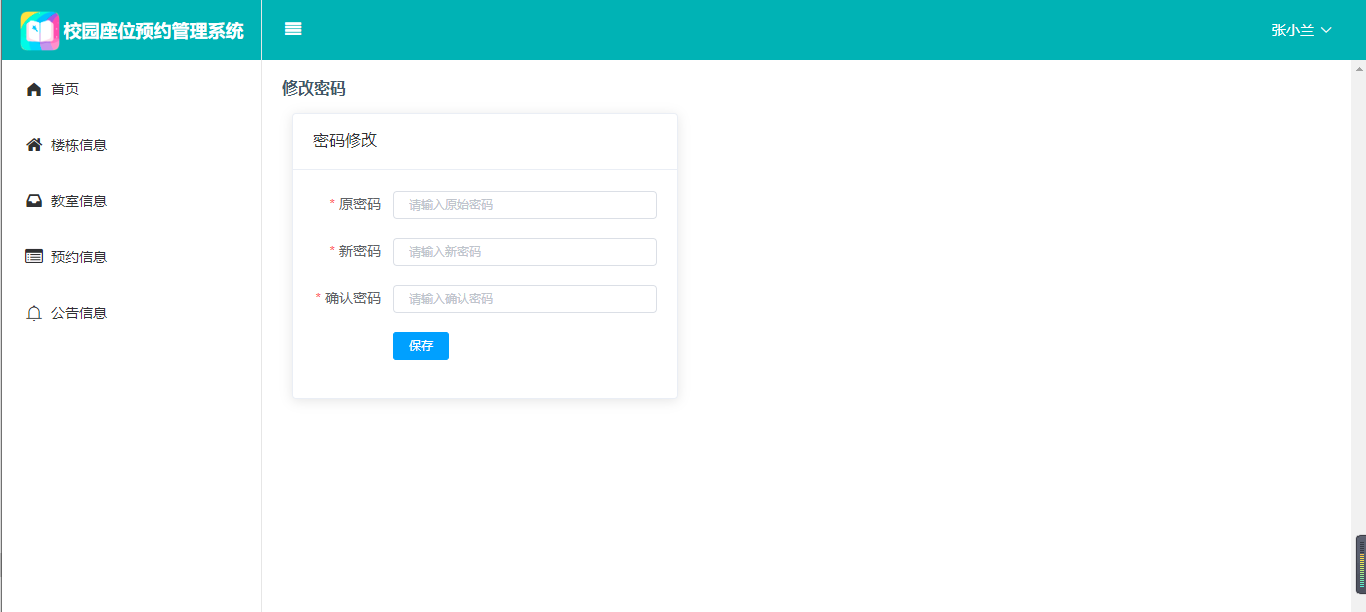 校园座位预约管理系统
张小兰
首页
楼栋信息
教室信息
预约信息
公告信息
修改密码
密码修改
* 原密码 请输入原始密码
* 新密码 请输入新密码
* 确认密码 请输入确认密码
保存